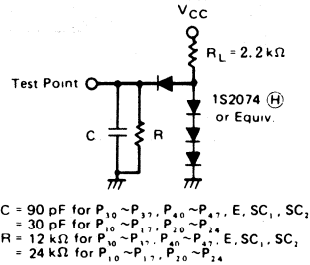 VCC
RL = 2.2 kΩ
Test Point
1S2074 Ⓗ
or Equiv.
C
R
C = 90 pF for P30 ~P37, P40 ~P47, E, SC1, SC2
= 30 pF for P10 ~P17, P20 ~P24
R = 12 kΩ for P30 ~P37, P40 ~P47, E, SC1, SC2
= 24 kΩ for P10 ~P17, P20 ~P24